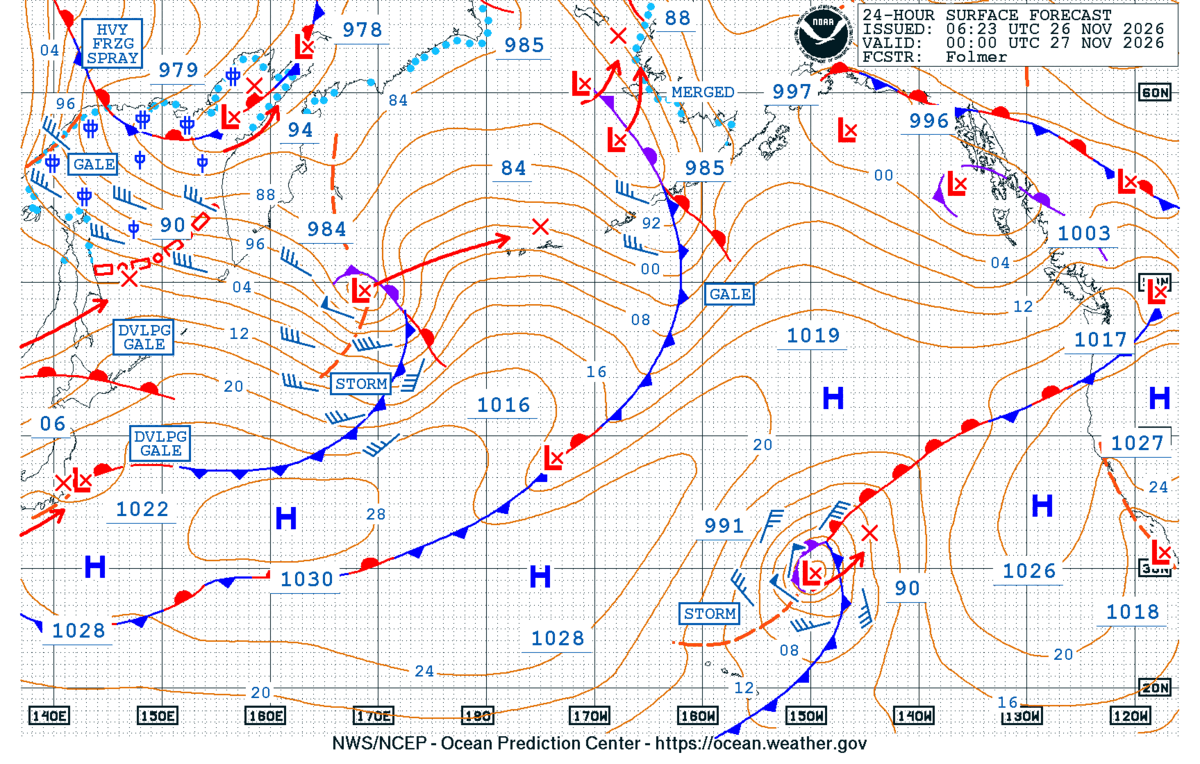 24-HOUR SURFACE FORECAST
ISSUED: 06:23 UTC 26 NOV 2026
VALID: 00:00 UTC 27 NOV 2026
FCSTR: Folmer
NOAA
HVY
FRZG
SPRAY
04
978
985
88
979
MERGED
997
60N
96
84
94
996
GALE
84
985
00
88
90
984
92
1003
96
00
04
04
GALE
12
08
DVLPG
GALE
12
1019
1017
16
20
STORM
1016
L
H
H
06
DVLPG
GALE
20
1027
24
1022
H
28
991
H
H
H
1030
1026
30N
90
1018
STORM
1028
1028
08
20
24
20
12
16
20N
140E
150E
160E
170E
180
170W
160W
150W
140W
130W
120W
NWS/NCEP - Ocean Prediction Center - https://ocean.weather.gov